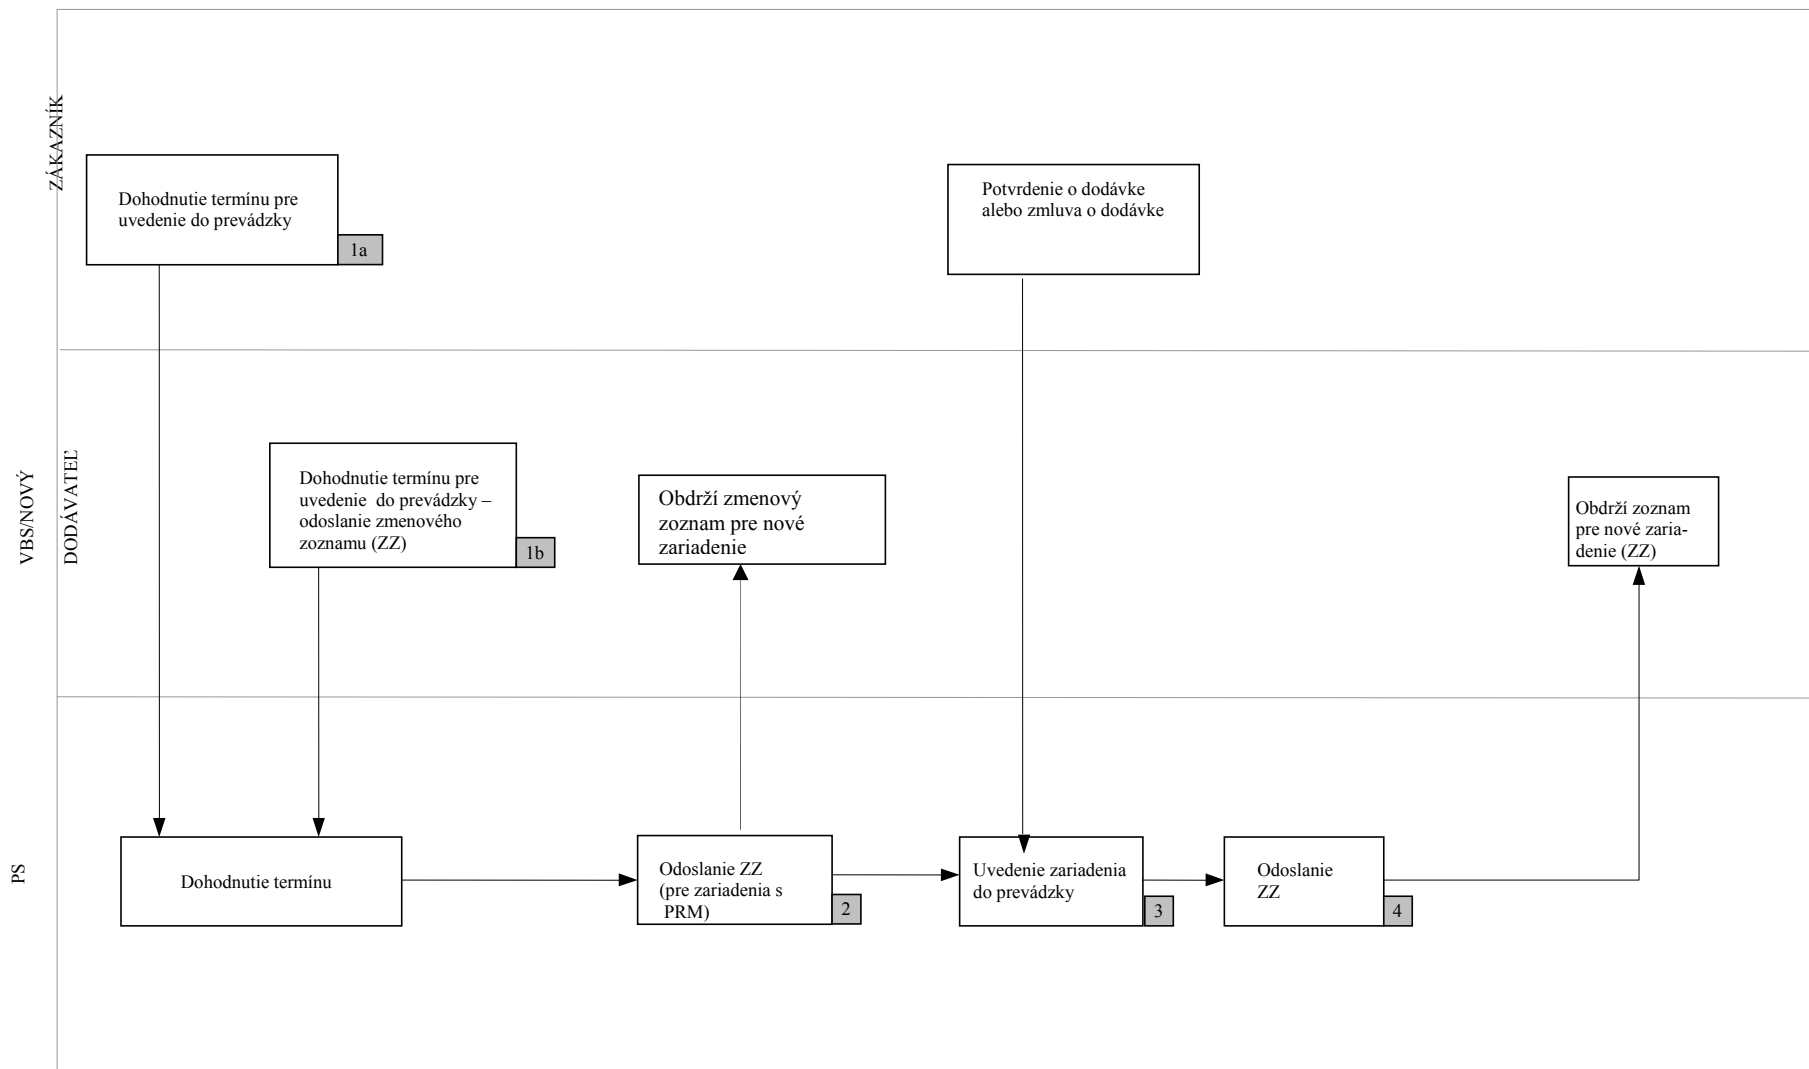 ZÁKAZNÍK
Dohodnutie termínu pre
uvedenie do prevádzky
1a
Potvrdenie o dodávke
alebo zmluva o dodávke
VBS/NOVÝ
DODÁVATEĽ
Dohodnutie termínu pre
uvedenie do prevádzky –
odoslanie zmenového
zoznamu (ZZ)
1b
Obdrží zmenový
zoznam pre nové
zariadenie
Obdrží zoznam
pre nové zaria-
denie (ZZ)
PS
Dohodnutie termínu
Odoslanie ZZ
(pre zariadenia s
PRM)
2
Uvedenie zariadenia
do prevádzky
3
Odoslanie
ZZ
4